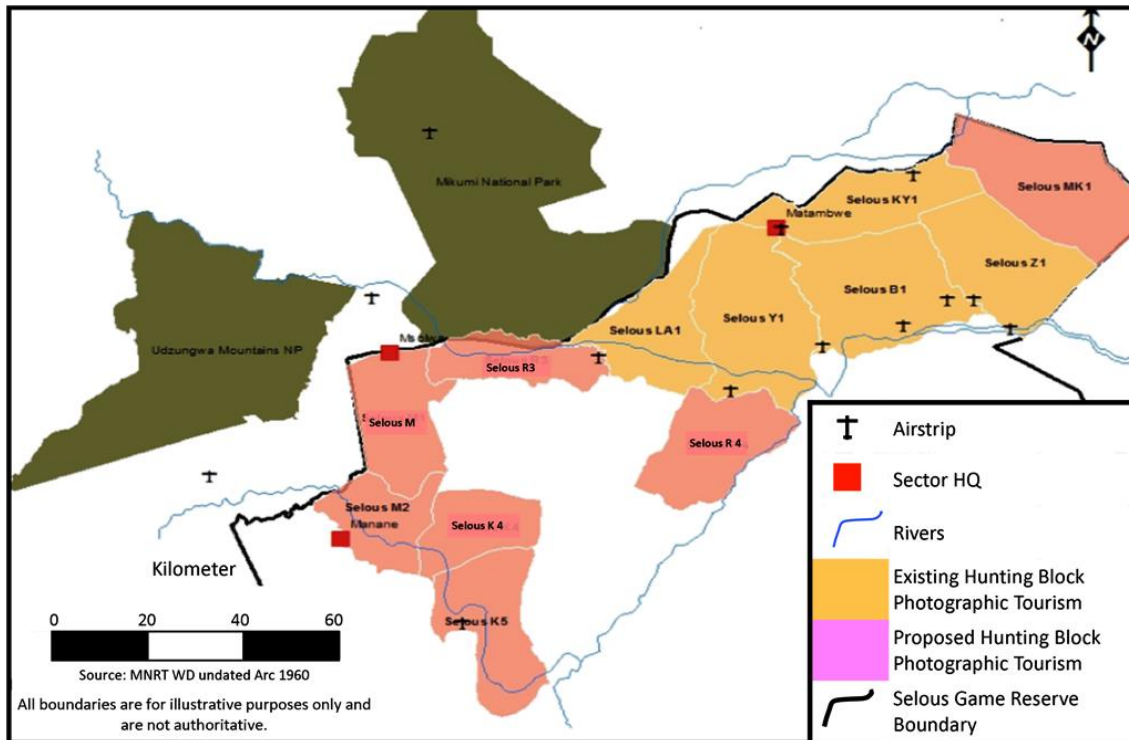 N
Mikumi National Park
Selous MK1
Selous KY1
Matambwe
Selous Z1
Selous B1
Selous LA1
Selous Y1
Udzungwa Mountains NP
Selous R3
Selous M
Selous R 4
Selous M2
Selous K 4
Manane
Selous K5
Kilometer
0 20 40 60
Source: MNRT WD undated Arc 1960
All boundaries are for illustrative purposes only and
are not authoritative.
Airstrip
Sector HQ
Rivers
Existing Hunting Block
Photographic Tourism
Proposed Hunting Block
Photographic Tourism
Selous Game Reserve
Boundary